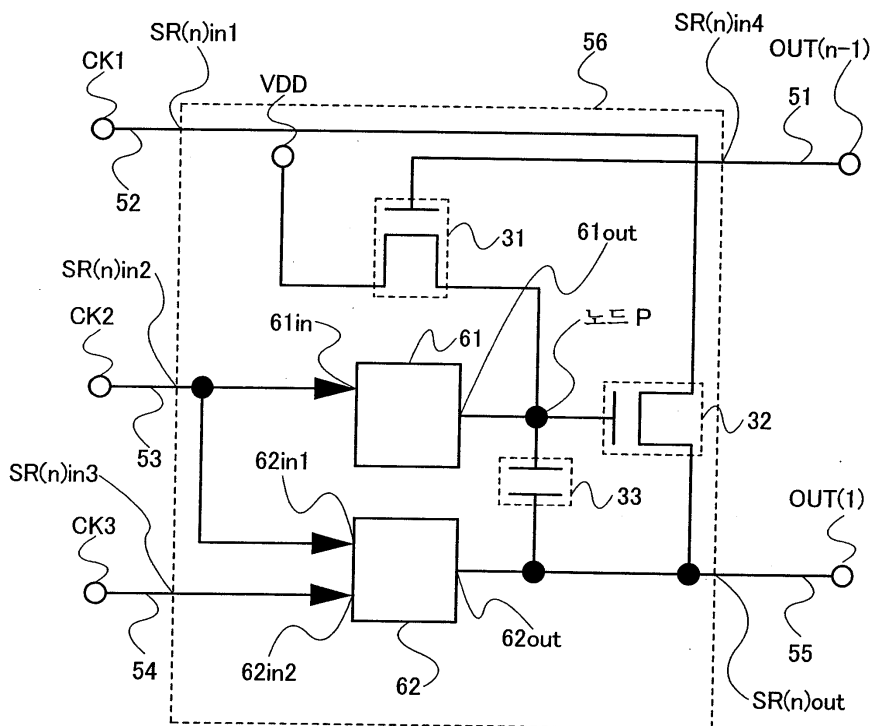 SR(n)in1
SR(n)in4
CK1
56
OUT(n-1)
VDD
51
52
31
61out
SR(n)in2
CK2
61in
61
노드 P
53
32
SR(n)in3
62in1
33
CK3
OUT(1)
54
62in2
62
62out
55
SR(n)out